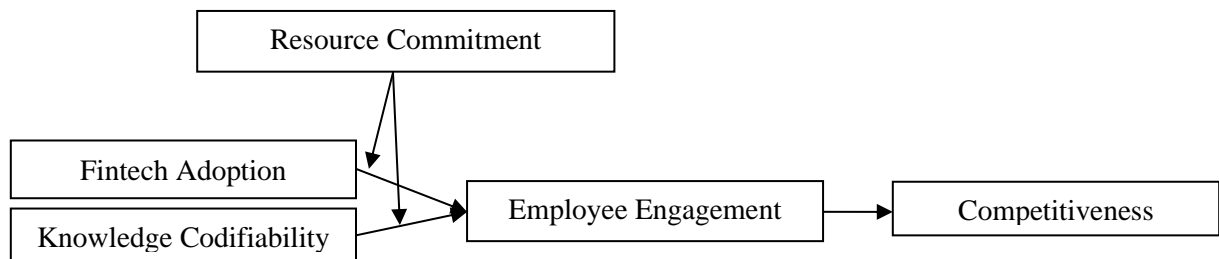 Resource Commitment
Fintech Adoption
Knowledge Codifiability
Employee Engagement
Competitiveness